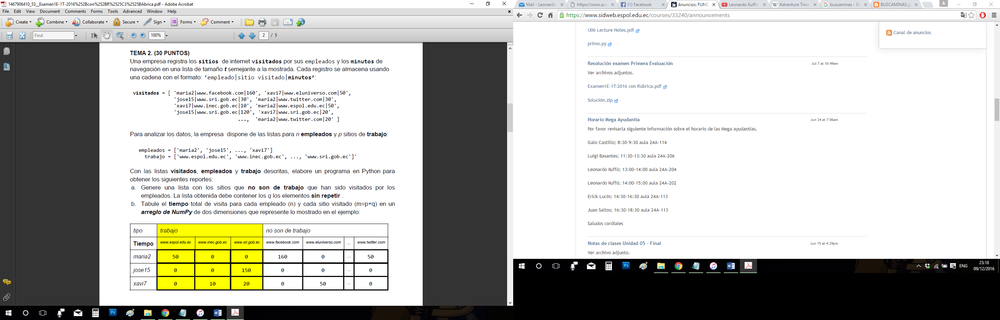 1467906410_53__Examen1E-1T-2016%252Bcon%252BR%2525C3%2525BAbrica.pdf - Adobe Acrobat
File Edit View Document Comments Forms Tools Advanced Window Help
Create Combine Collaborate Secure Sign Forms Comment
Find 100% 2 / 5
TEMA 2. (30 PUNTOS)
Una empresa registra los sitios de internet visitados por sus empleados y los minutos de
navegación en una lista de tamaño t semejante a la mostrada. Cada registro se almacena usando
una cadena con el formato: ‘empleado|sitio visitado|minutos’:
visitados = [ 'maria2|www.facebook.com|160', 'xavi7|www.eluniverso.com|50',
'jose15|www.sri.gob.ec|30', 'maria2|www.twitter.com|30',
'xavi7|www.inec.gob.ec|10', 'maria2|www.espol.edu.ec|50',
'jose15|www.sri.gob.ec|120', 'xavi7|www.sri.gob.ec|20',
..., 'maria2|www.twitter.com|20' ]
Para analizar los datos, la empresa dispone de las listas para n empleados y p sitios de trabajo:
empleados = ['maria2', 'jose15', ..., 'xavi7']
trabajo = ['www.espol.edu.ec', 'www.inec.gob.ec', ..., 'www.sri.gob.ec']'
Con las listas visitados, empleados y trabajo descritas, elabore un programa en Python para
obtener los siguientes reportes:
a. Genere una lista con los sitios que no son de trabajo que han sido visitados por los
empleados. La lista obtenida debe contener los q los elementos sin repetir .
b. Tabule el tiempo total de visita para cada empleado (n) y cada sitio visitado (m=p+q) en un
arreglo de NumPy de dos dimensiones que represente lo mostrado en el ejemplo:
tipo trabajo no son de trabajo
Tiempo www.espol.edu.ec www.inec.gob.ec www.sri.gob.ec www.facebook.com www.eluniverso.com ... www.twitter.com
maria2 50 0 0 160 0 ... 50
jose15 0 0 150 0 0 ... 0
xavi7 0 10 20 0 50 ... 0
Ps
Mail - Leonardo https://www.aca (1) Facebook Anuncios: FUND Leonardo Kuffo Adventure Time buscaminas - Bu BUSCAMINAS.g
https://www.sidweb.espol.edu.ec/courses/33240/announcements
U06 Lecture Notes.pdf
Canal de anuncios
primo.py
Resolución examen Primera Evaluación Jul 7 at 10:49am
Ver archivos adjuntos.
Examen1E-1T-2016 con Rúbrica.pdf
Solución.zip
Horario Mega Ayudantía Jun 24 at 7:06am
Por favor revisarla siguiente información sobre el horario de las Mega ayudantías.
Galo Castillo; 8:30-9:30 aula 24A-114
Luigi Basantes; 11:30-13:30 aula 24A-206
Leonardo Kuffó; 13:00-14:00 aula 24A-204
Leonardo Kuffó; 14:00-15:00 aula 24A-202
Erick Lucín; 14:30-16:30 aula 24A-113
Juan Saltos; 16:30-18:30 aula 24A-113
Saludos cordiales
Notas de clases Unidad 05 - Final Jun 15 at 4:29pm
Ver archivo adjunto.
Ps ENG 23:18
09/12/2016